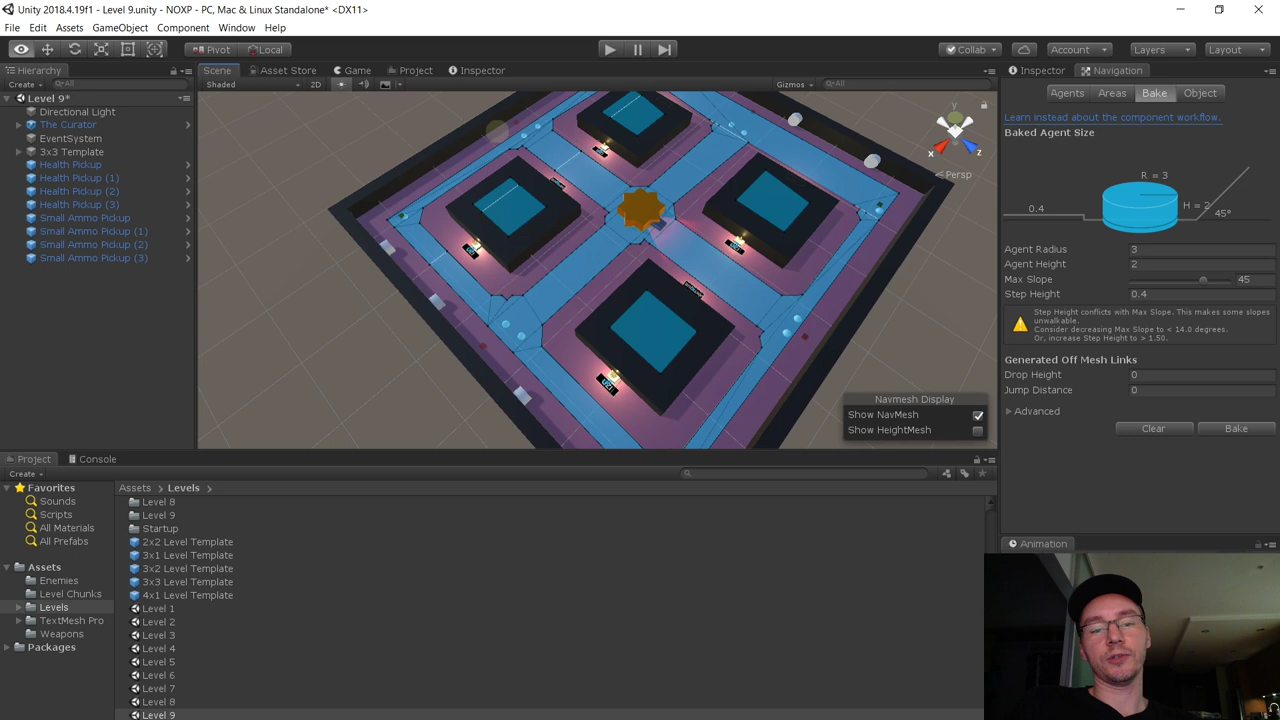 Unity 2018.4.19f1 - Level 9.unity - NOXP - PC, Mac & Linux Standalone* <DX11>
File Edit Assets GameObject Component Window Help
Pivot Local Collab Account Layers Layout
Hierarchy
Create All
Level 9*
Directional Light
The Curator
EventSystem
3x3 Template
Health Pickup
Health Pickup (1)
Health Pickup (2)
Health Pickup (3)
Small Ammo Pickup
Small Ammo Pickup (1)
Small Ammo Pickup (2)
Small Ammo Pickup (3)
Scene Asset Store Game Project Inspector
Shaded 2D Gizmos All
y
x z
Persp
Navmesh Display
Show NavMesh
Show HeightMesh
Inspector Navigation
Agents Areas Bake Object
Learn instead about the component workflow.
Baked Agent Size
R = 3
H = 2
0.4
45°
Agent Radius 3
Agent Height 2
Max Slope 45
Step Height 0.4
Step Height conflicts with Max Slope. This makes some slopes
unwalkable.
Consider decreasing Max Slope to < 14.0 degrees.
Or, increase Step Height to > 1.50.
Generated Off Mesh Links
Drop Height 0
Jump Distance 0
Advanced
Clear Bake
Animation
Project Console
Create
Favorites
Sounds
Scripts
All Materials
All Prefabs
Assets
Enemies
Level Chunks
Levels
TextMesh Pro
Weapons
Packages
Assets > Levels >
Level 8
Level 9
Startup
2x2 Level Template
3x1 Level Template
3x2 Level Template
3x3 Level Template
4x1 Level Template
Level 1
Level 2
Level 3
Level 4
Level 5
Level 6
Level 7
Level 8
Level 9